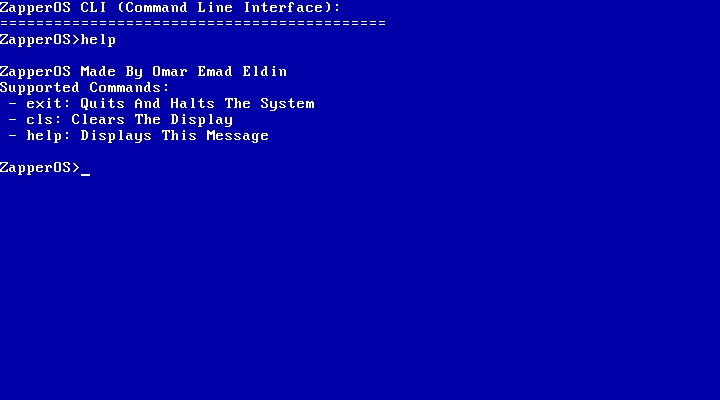 ZapperOS CLI (Command Line Interface):
===========================================
ZapperOS>help
ZapperOS Made By Omar Emad Eldin
Supported Commands:
- exit: Quits And Halts The System
- cls: Clears The Display
- help: Displays This Message
ZapperOS>_